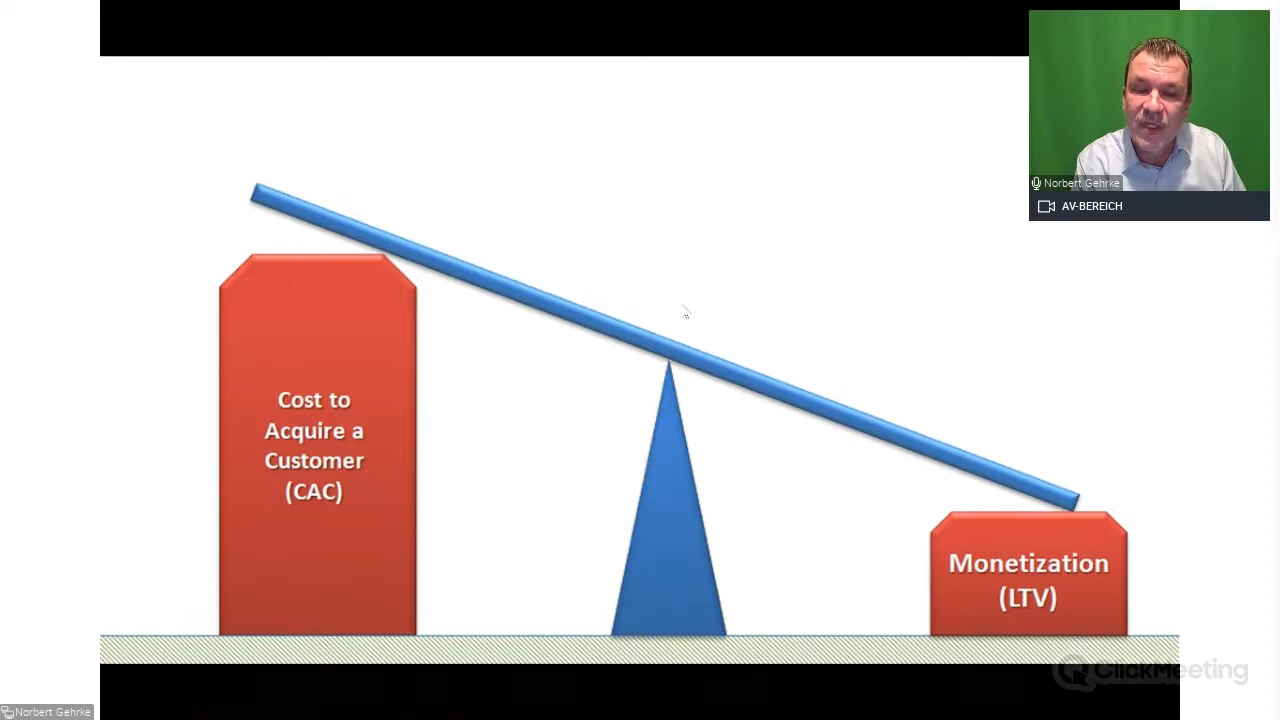 Norbert Gehrke
AV-BEREICH
Cost to
Acquire a
Customer
(CAC)
Monetization
(LTV)
ClickMeeting
Norbert Gehrke